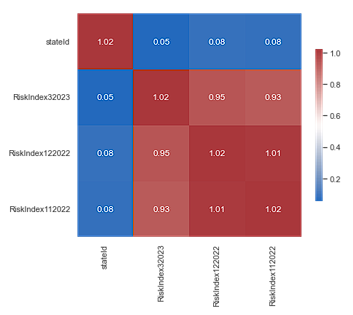 stateId 1.02 0.05 0.08 0.08
RiskIndex32023 0.05 1.02 0.95 0.93
RiskIndex122022 0.08 0.95 1.02 1.01
RiskIndex112022 0.08 0.93 1.01 1.02
stateId
RiskIndex32023
RiskIndex122022
RiskIndex112022
1.0
0.8
0.6
0.4
0.2